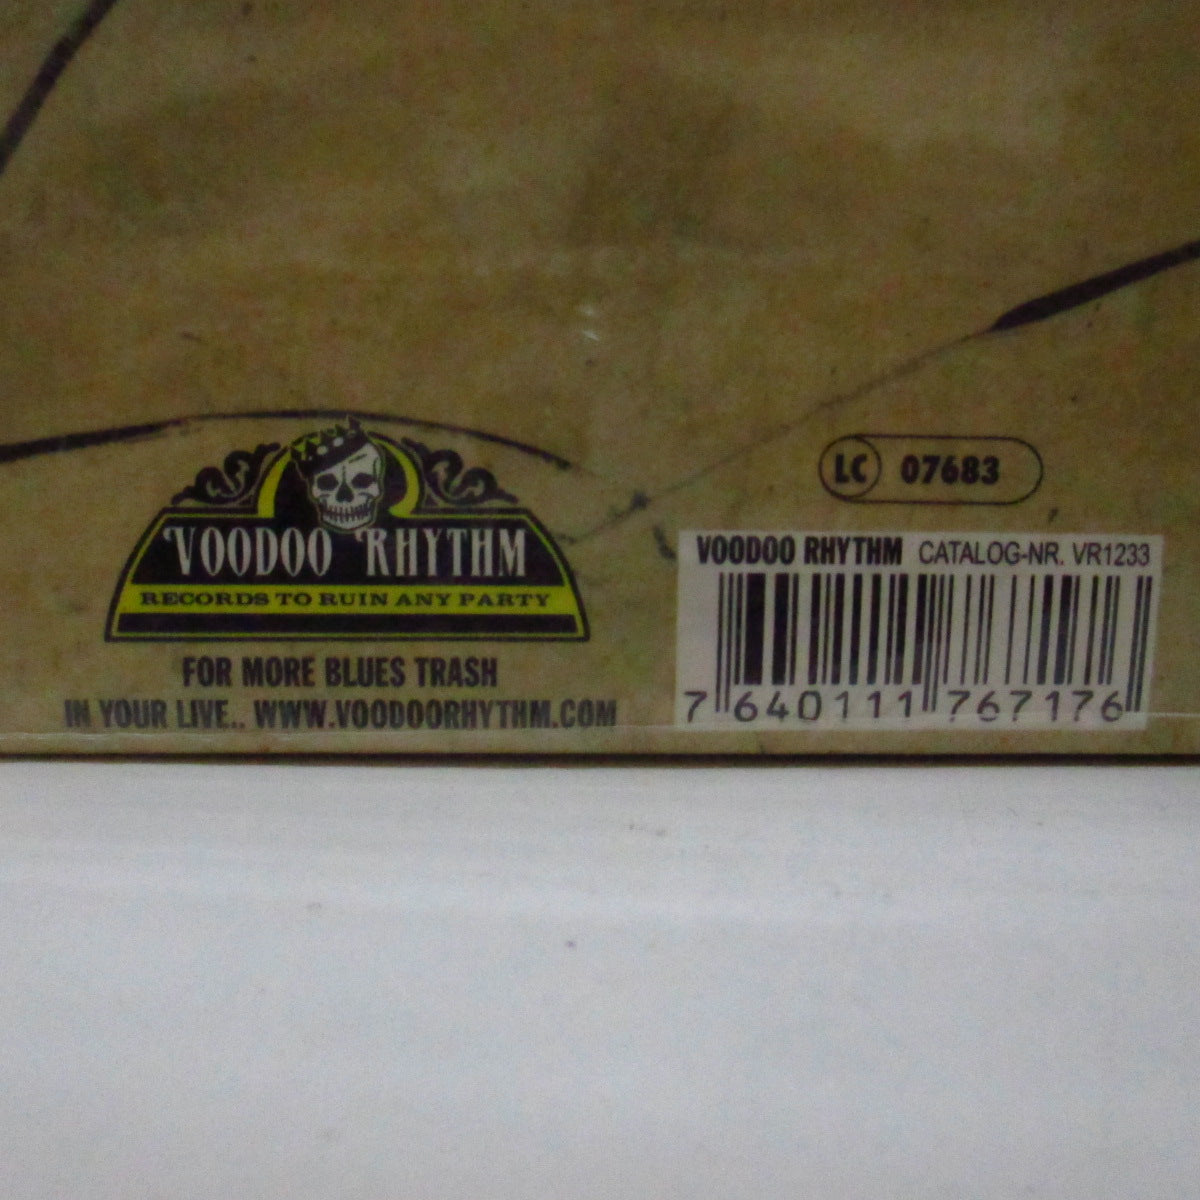 VOODOO RHYTHM
RECORDS TO RUIN ANY PARTY
FOR MORE BLUES TRASH
IN YOUR LIVE.. WWW.VOODOORHYTHM.COM
LC 07683
VOODOO RHYTHM CATALOG-NR. VR1233
7 640111 767176